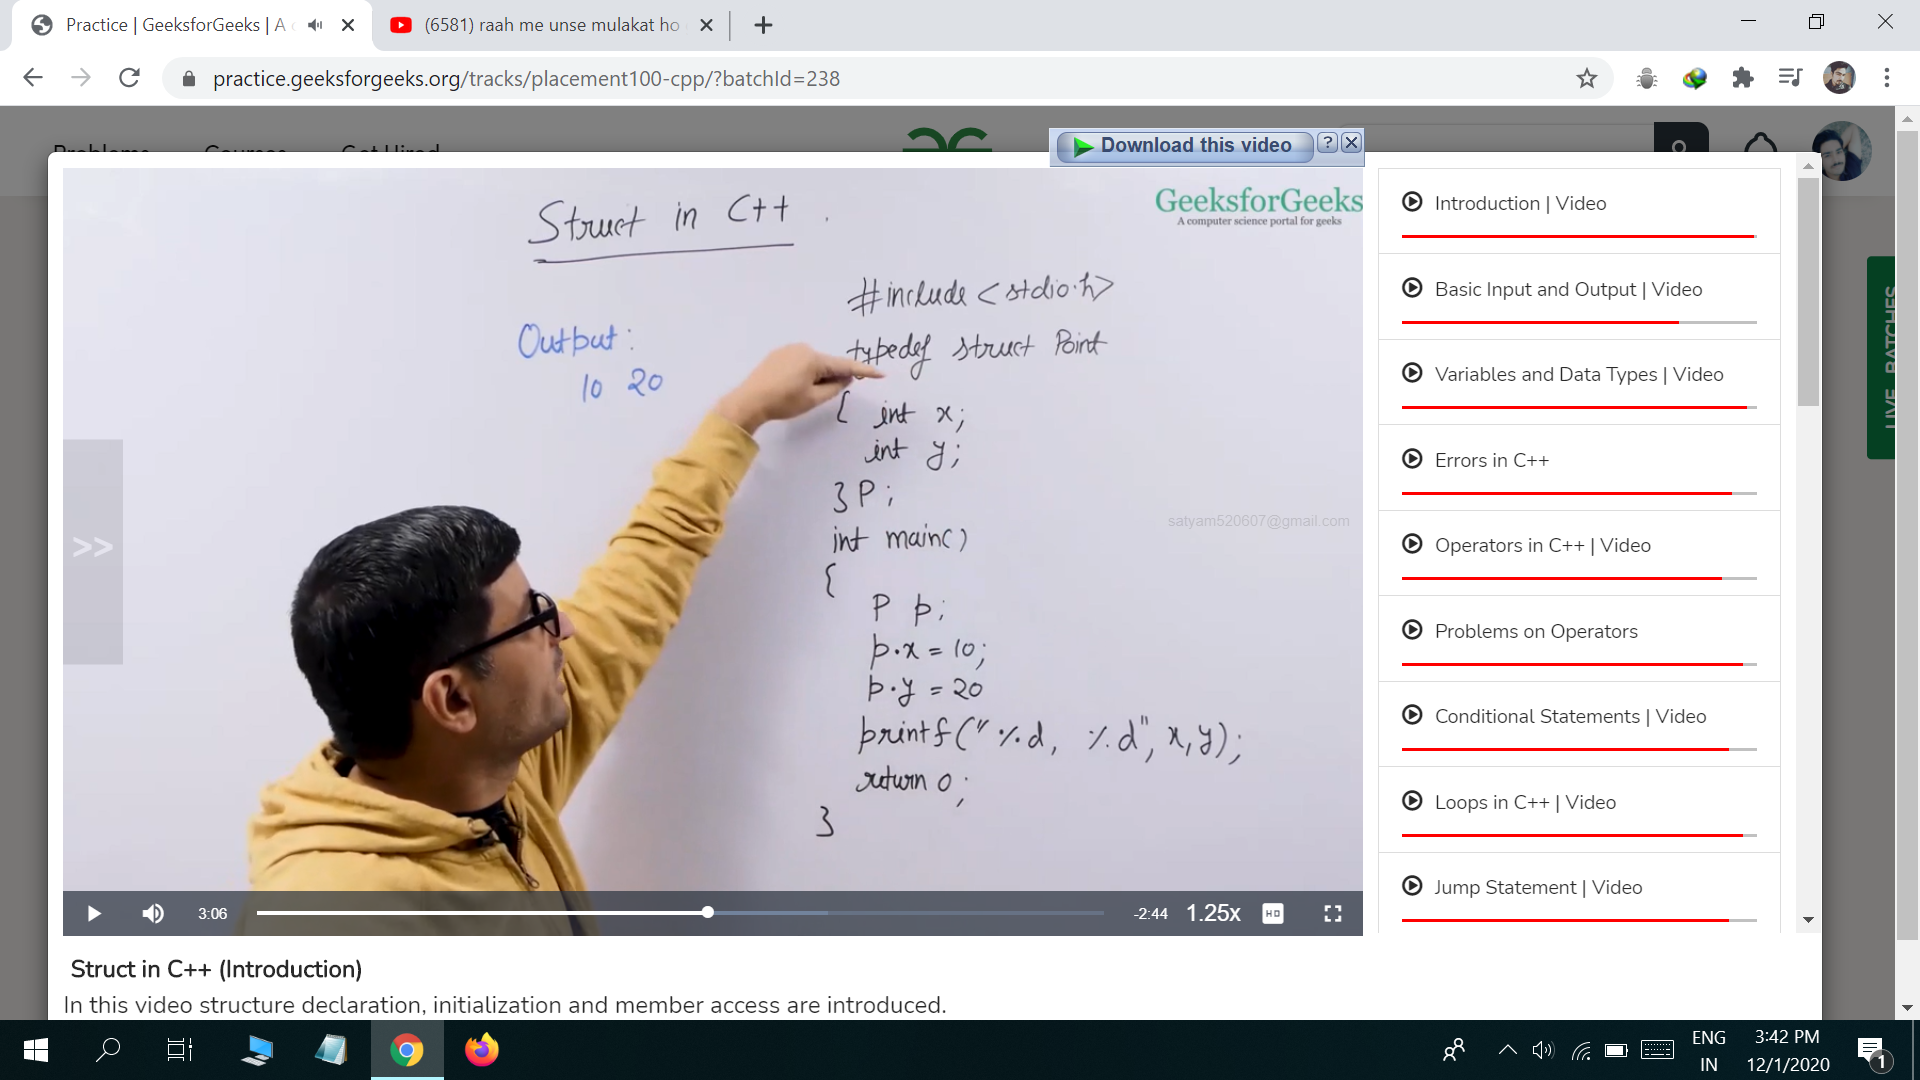 Practice | GeeksforGeeks | A
(6581) raah me unse mulakat ho
practice.geeksforgeeks.org/tracks/placement100-cpp/?batchId=238
Problems Courses Get Hired
Download this video ?
GeeksforGeeks
A computer science portal for geeks
Struct in C++
Output:
10 20
#include <stdio.h>
typedef struct Point
{ int x;
int y;
} P;
int main()
{
P p;
p.x = 10;
p.y = 20
printf("%d, %d", x, y);
return 0;
}
satyam520607@gmail.com
>>
3:06 -2:44 1.25x HD
Introduction | Video
Basic Input and Output | Video
Variables and Data Types | Video
Errors in C++
Operators in C++ | Video
Problems on Operators
Conditional Statements | Video
Loops in C++ | Video
Jump Statement | Video
LIVE BATCHES
Struct in C++ (Introduction)
In this video structure declaration, initialization and member access are introduced.
ENG
IN
3:42 PM
12/1/2020
1